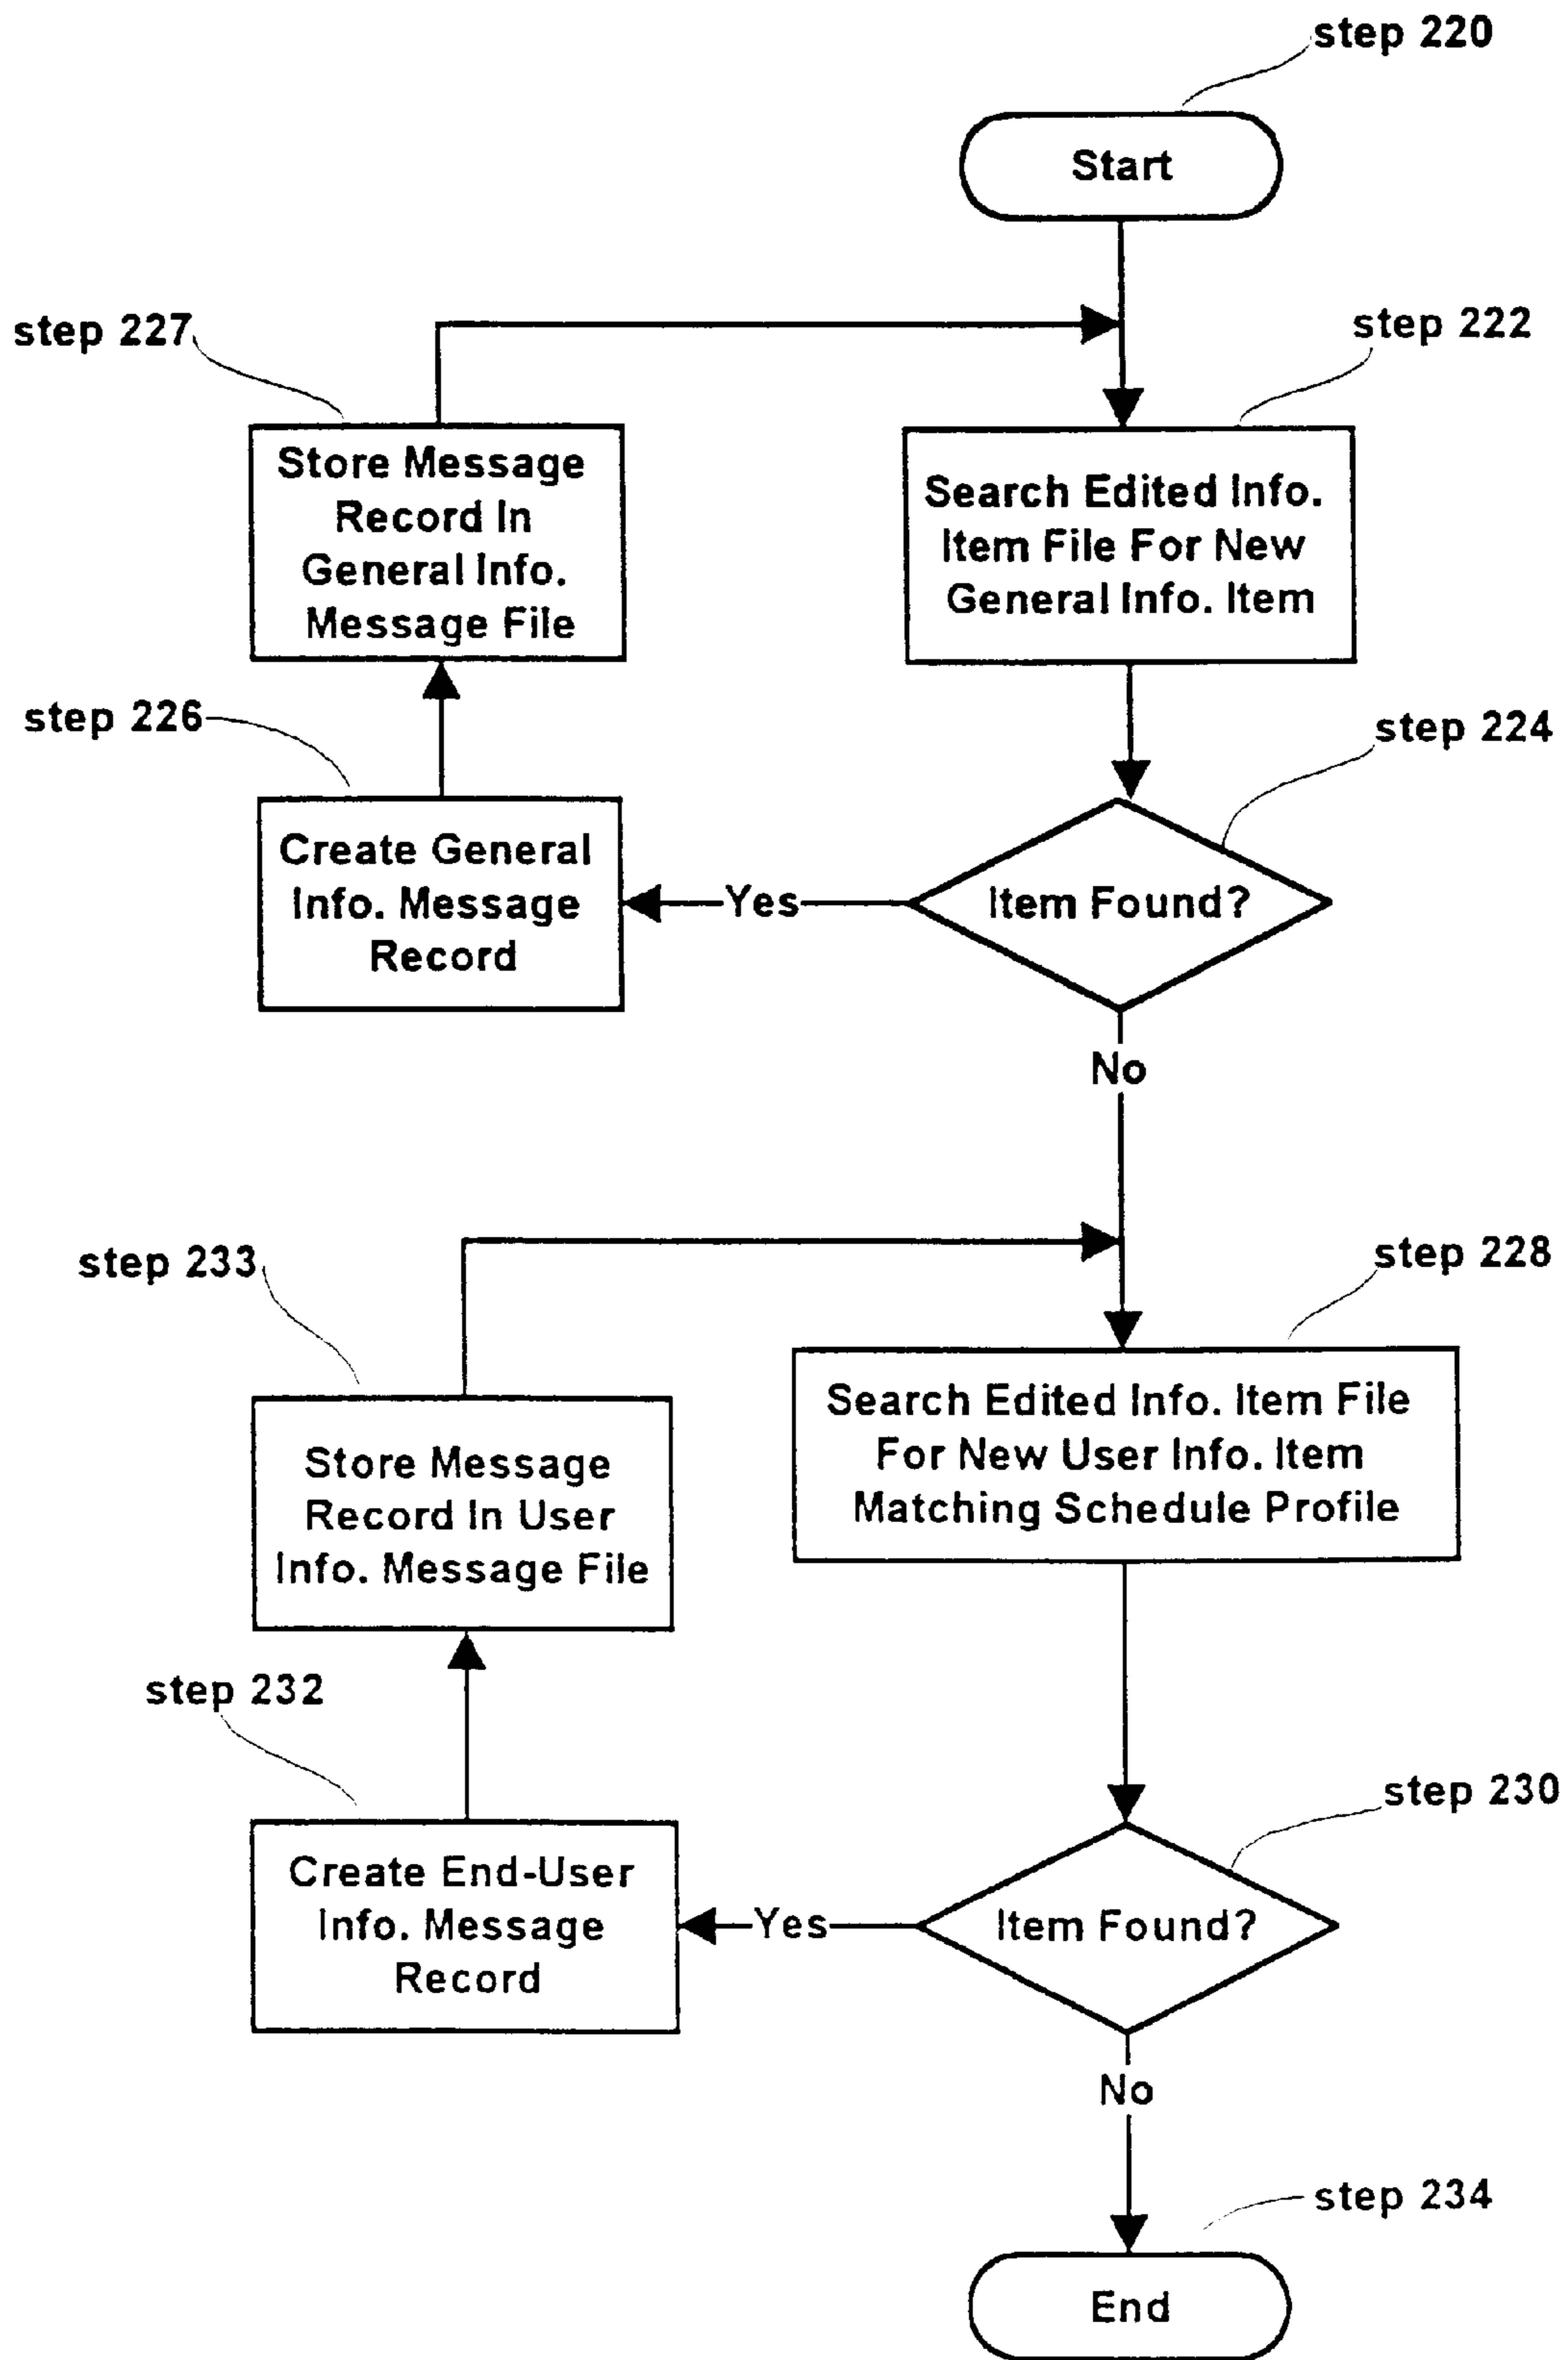 step 220
Start
step 227
step 222
Store Message
Record In
General Info.
Message File
Search Edited Info.
Item File For New
General Info. Item
step 226
step 224
Create General
Info. Message
Record
Yes
Item Found?
No
step 233
step 228
Search Edited Info. Item File
For New User Info. Item
Matching Schedule Profile
Store Message
Record In User
Info. Message File
step 232
step 230
Create End-User
Info. Message
Record
Yes
Item Found?
No
step 234
End